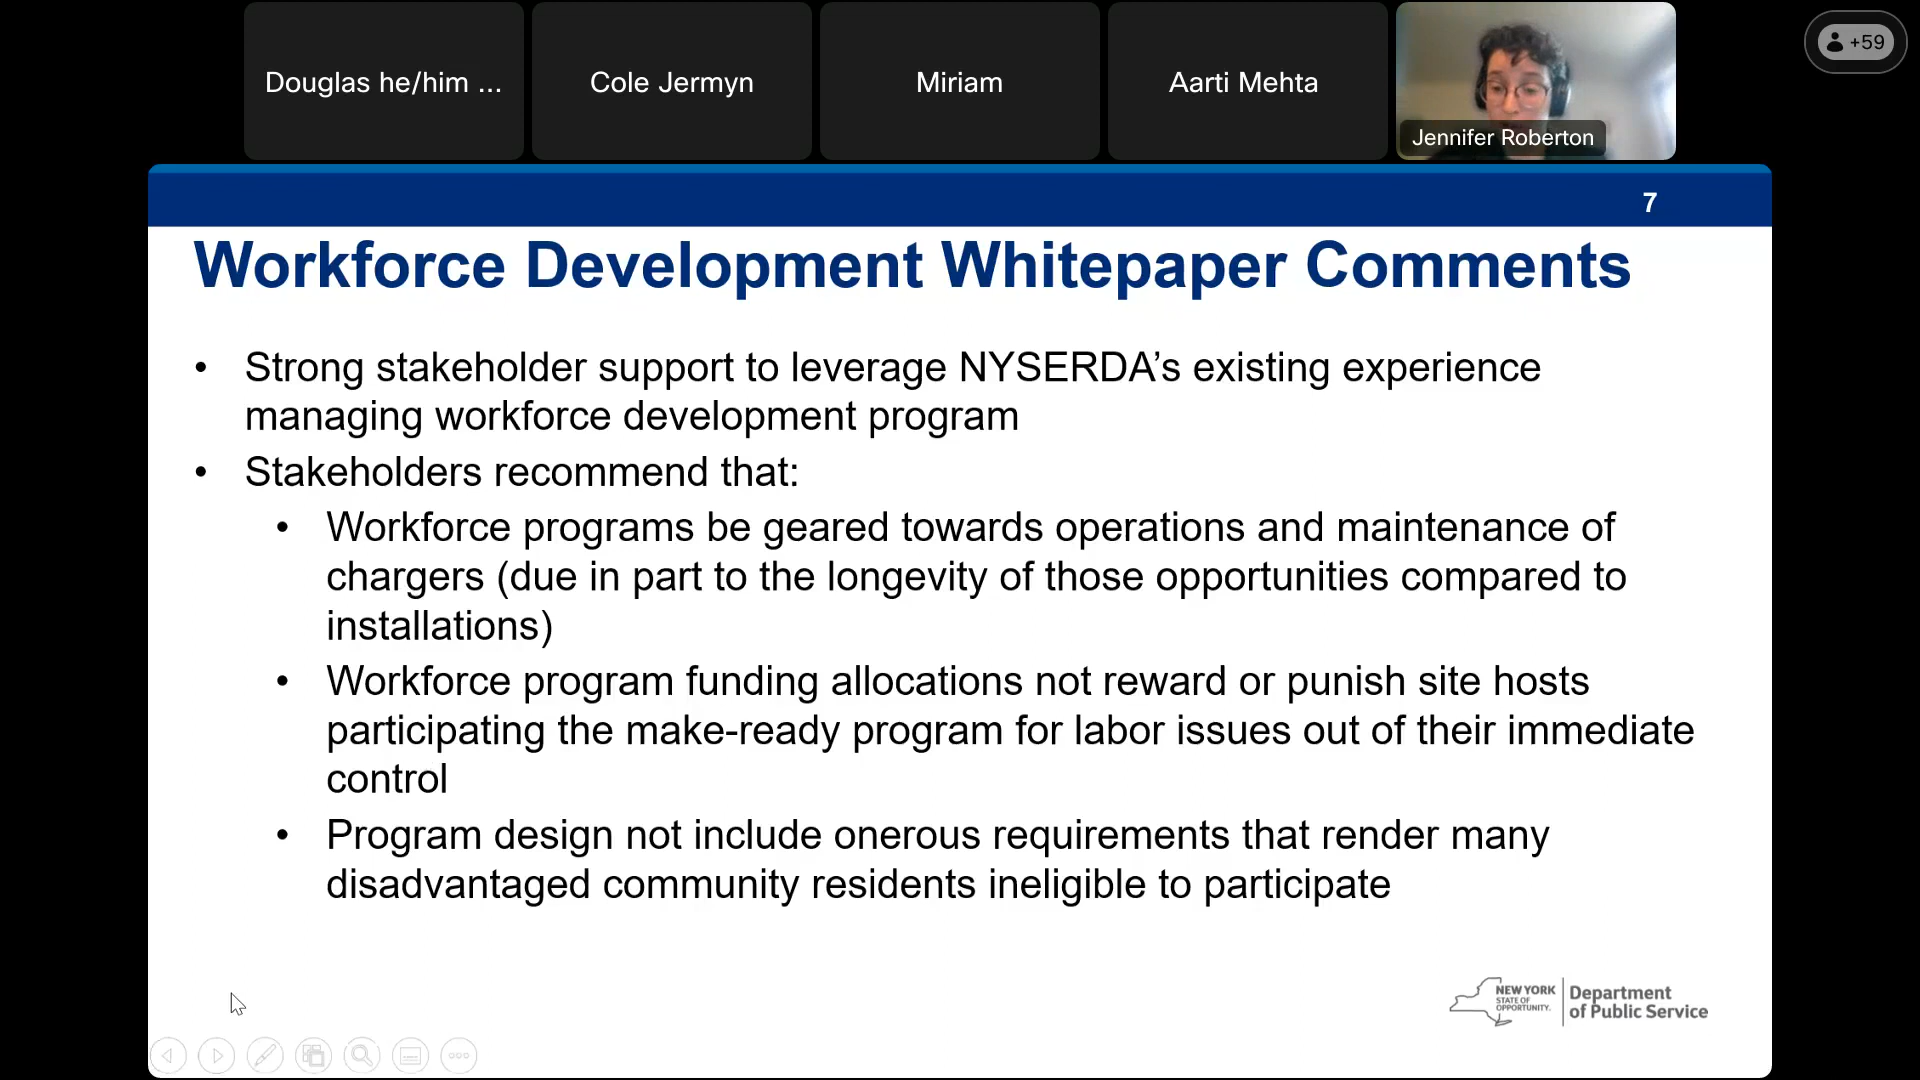 Douglas he/him ...
Cole Jermyn
Miriam
Aarti Mehta
Jennifer Roberton
+59
7
Workforce Development Whitepaper Comments
• Strong stakeholder support to leverage NYSERDA’s existing experience
managing workforce development program
• Stakeholders recommend that:
• Workforce programs be geared towards operations and maintenance of
chargers (due in part to the longevity of those opportunities compared to
installations)
• Workforce program funding allocations not reward or punish site hosts
participating the make-ready program for labor issues out of their immediate
control
• Program design not include onerous requirements that render many
disadvantaged community residents ineligible to participate
NEW YORK
STATE OF
OPPORTUNITY.
Department
of Public Service